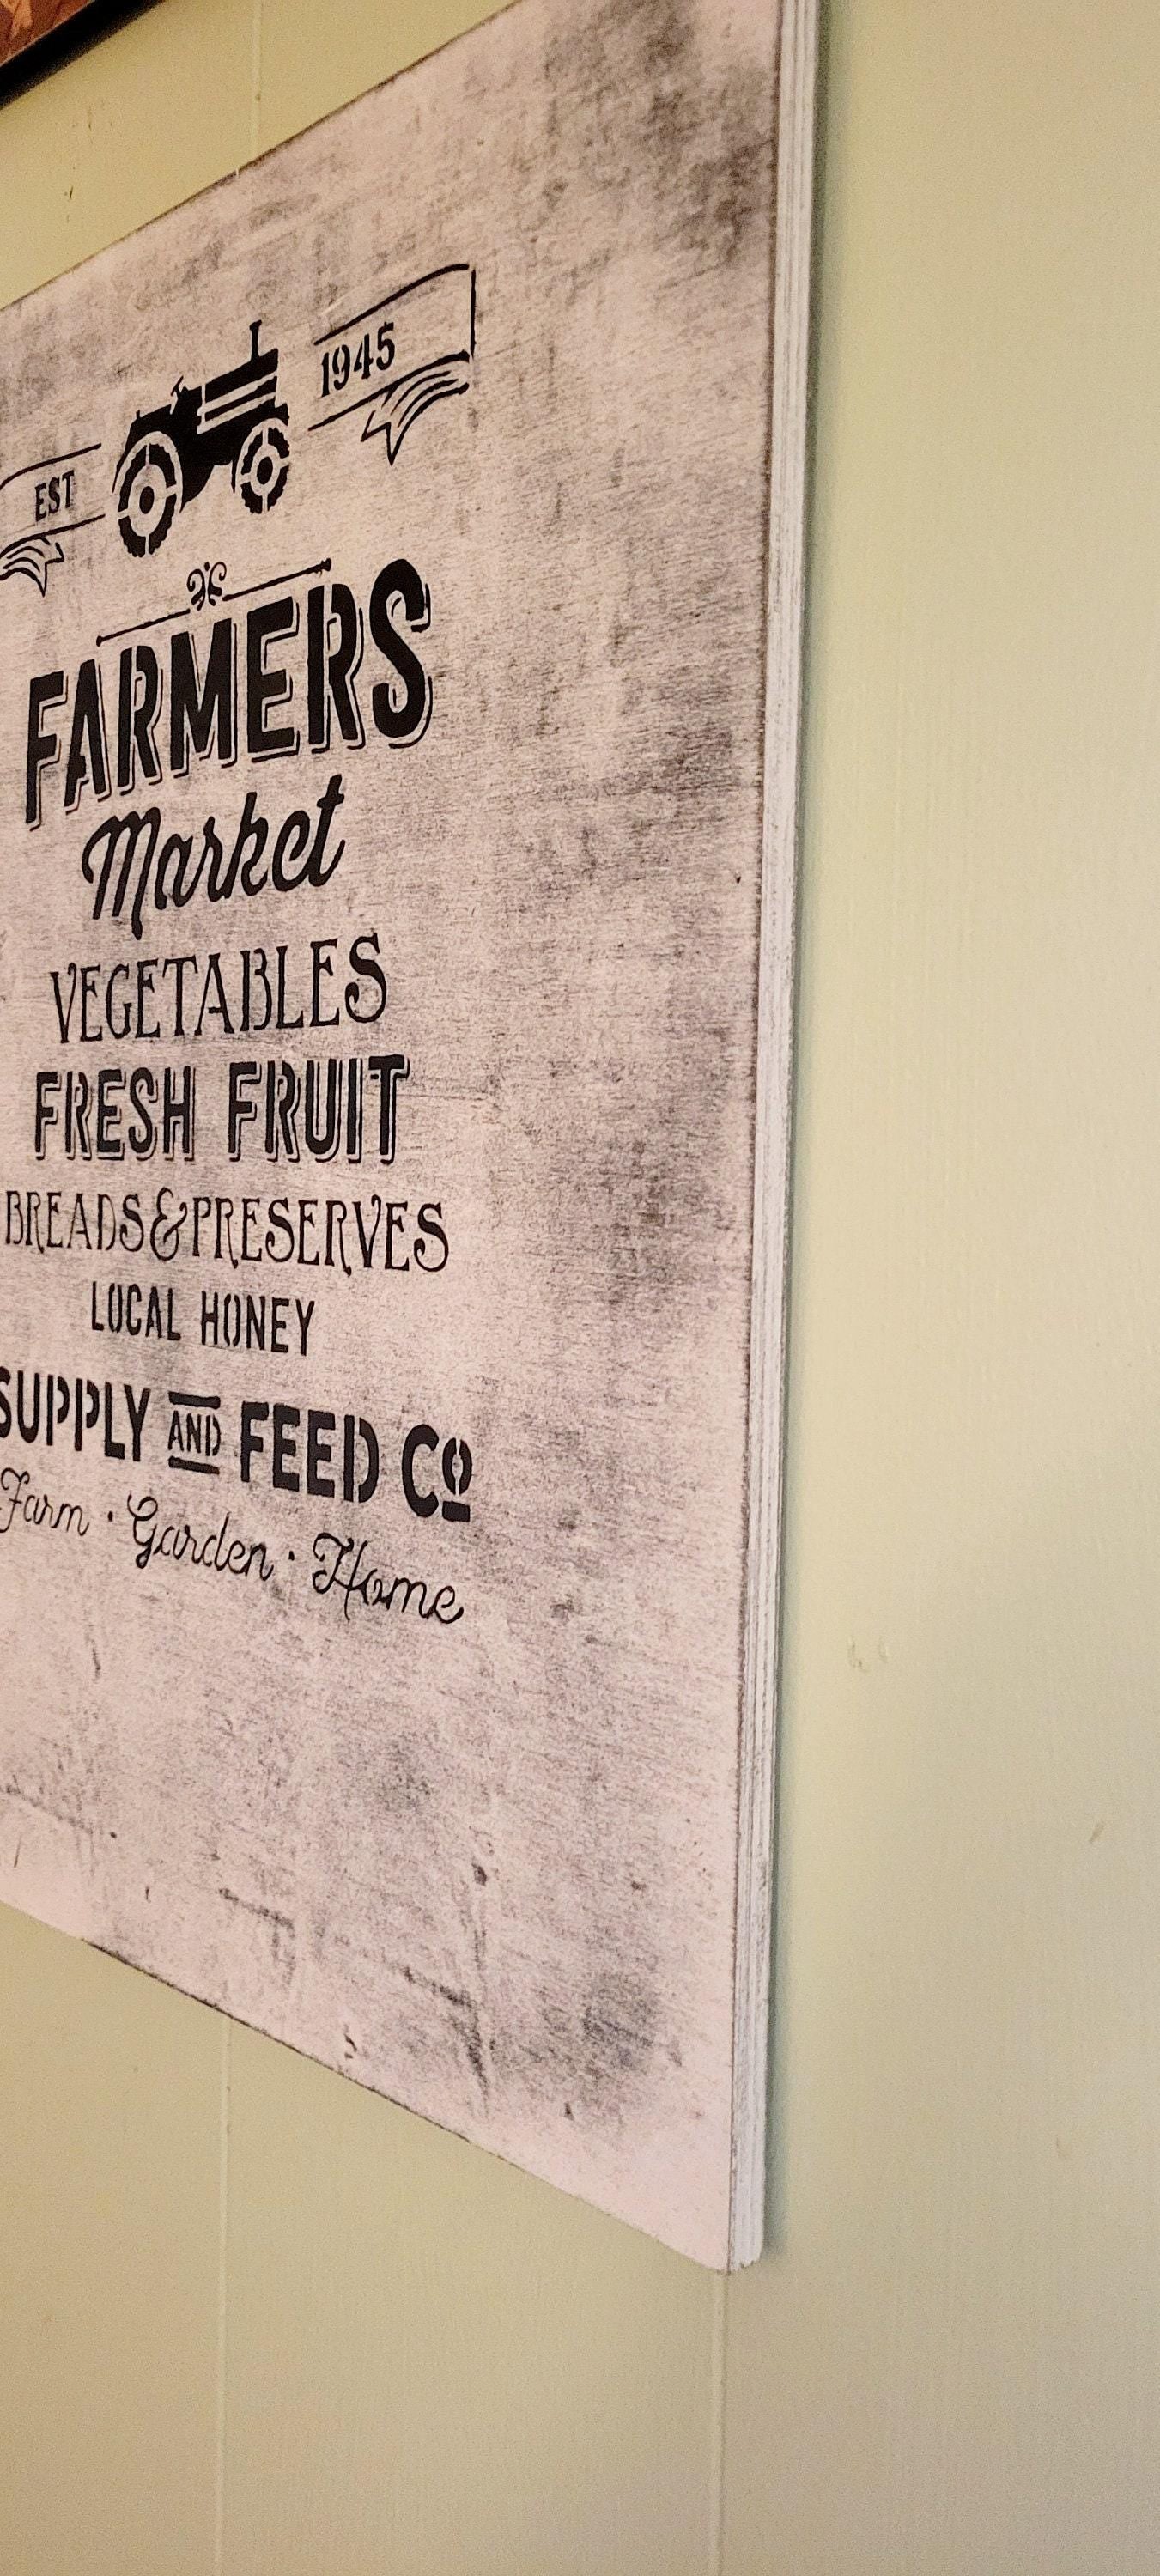 EST 1945
FARMERS
Market
VEGETABLES
FRESH FRUIT
BREADS & PRESERVES
LOCAL HONEY
SUPPLY AND FEED CO
Farm · Garden · Home